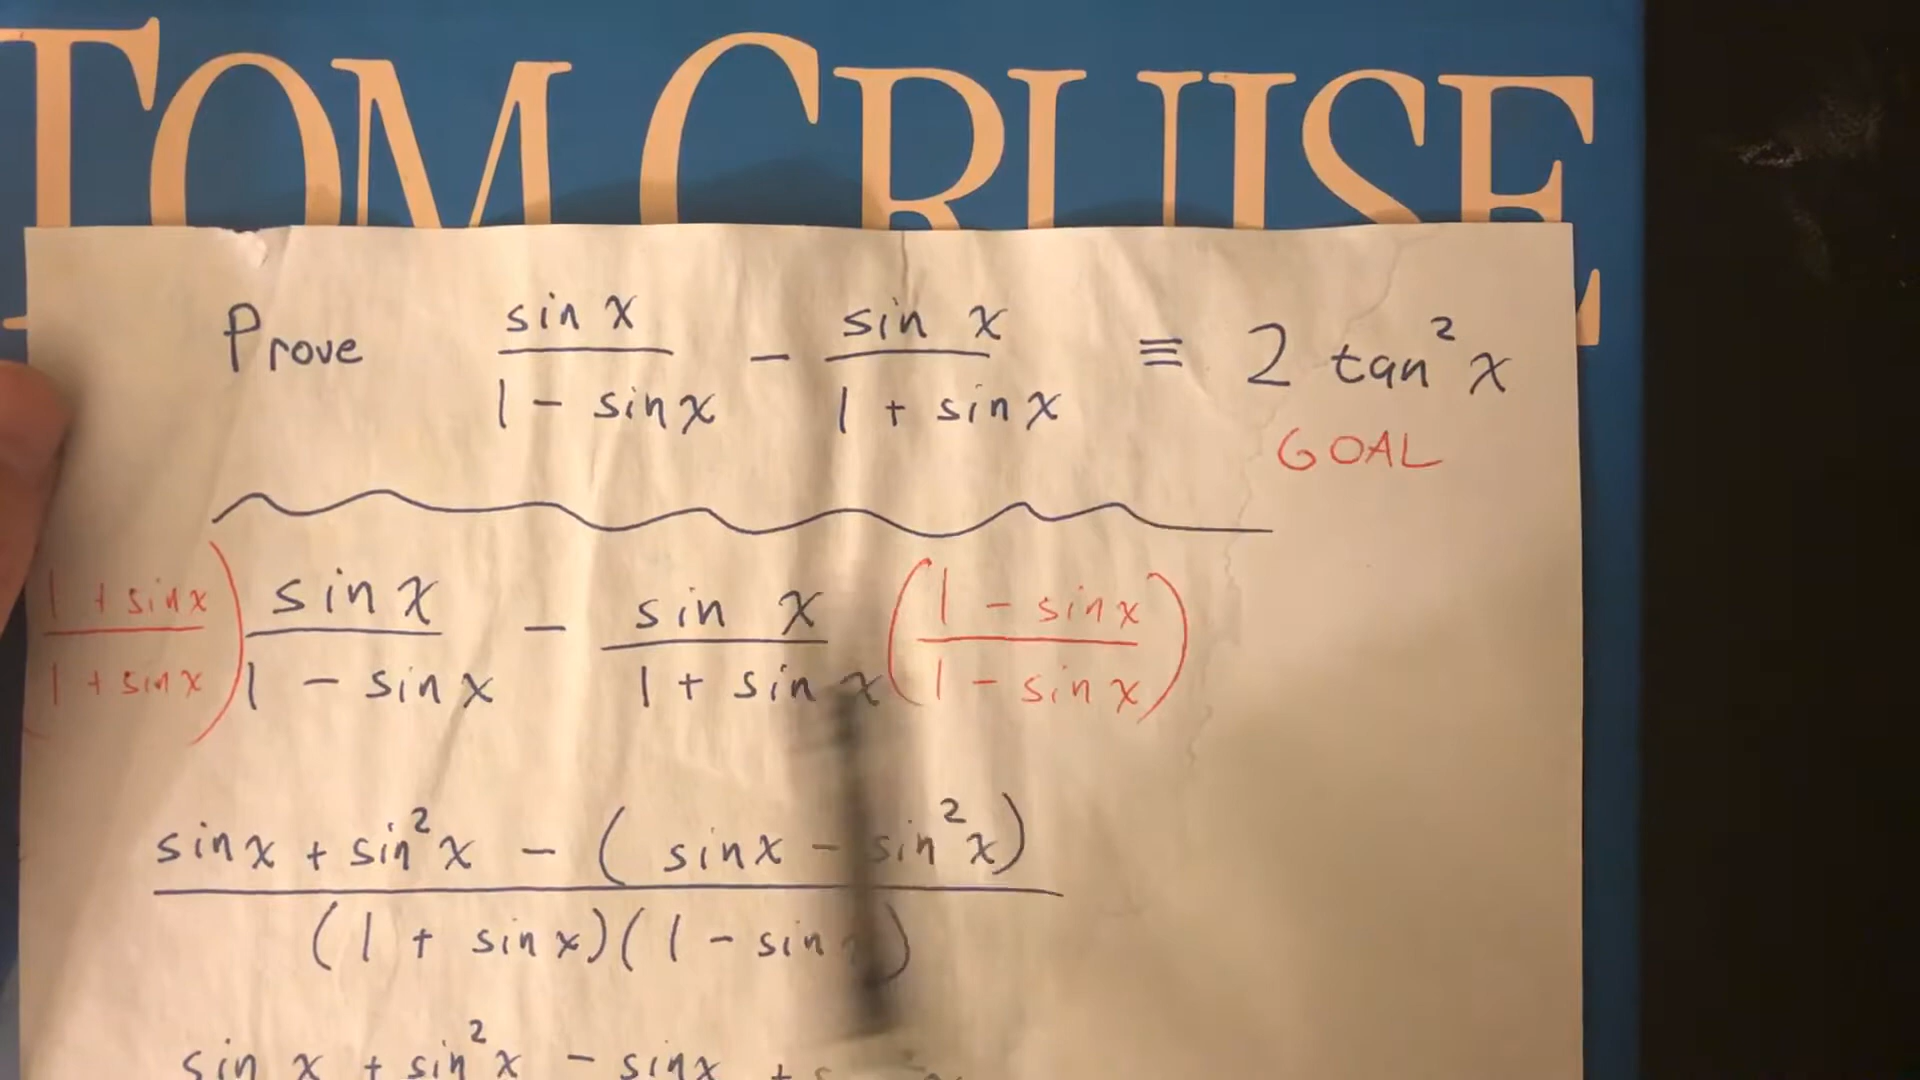 TOM CRUISE
Prove sin x / 1 - sin x - sin x / 1 + sin x ≡ 2 tan² x
GOAL
(1 + sin x / 1 + sin x) sin x / 1 - sin x - sin x / 1 + sin x (1 - sin x / 1 - sin x)
sin x + sin² x - ( sin x - sin² x)
(1 + sin x)(1 - sin )
sin x + sin² x - sin x +